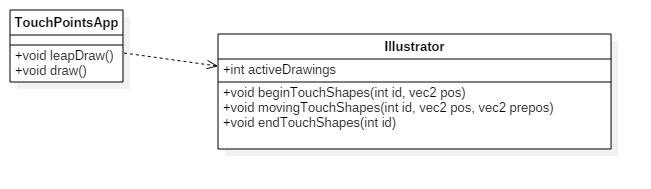 TouchPointsApp
+void leapDraw()
+void draw()
Illustrator
+int activeDrawings
+void beginTouchShapes(int id, vec2 pos)
+void movingTouchShapes(int id, vec2 pos, vec2 prepos)
+void endTouchShapes(int id)